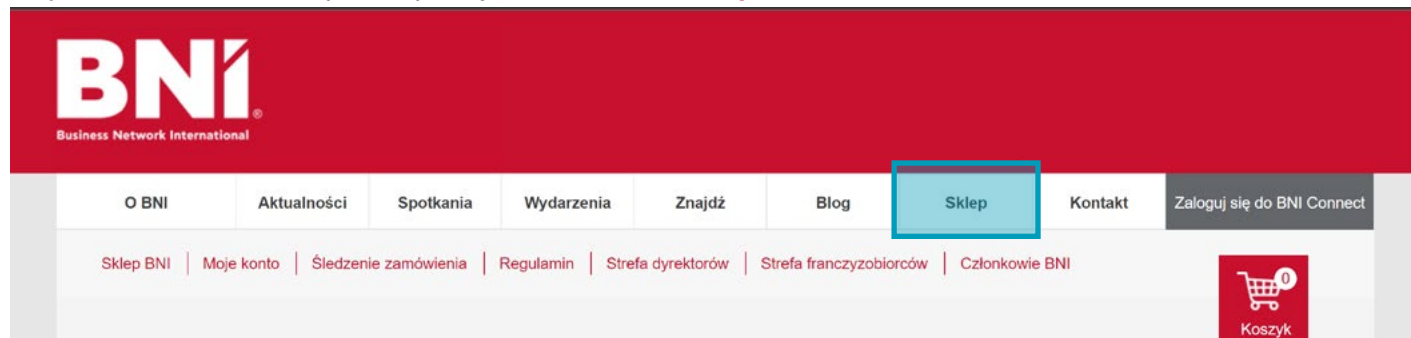 BNI®
Business Network International
O BNI Aktualności Spotkania Wydarzenia Znajdź Blog Sklep Kontakt Zaloguj się do BNI Connect
Sklep BNI | Moje konto | Śledzenie zamówienia | Regulamin | Strefa dyrektorów | Strefa franczyzobiorców | Członkowie BNI
0
Koszyk